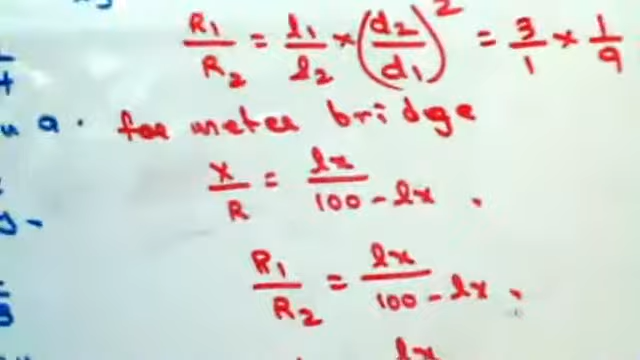 R₁/R₂ = l₁/l₂ × (d₂/d₁)² = 3/1 × 1/9
a. for meter bridge
x/R = lx/100 - lx .
R₁/R₂ = lx/100 - lx .
lx